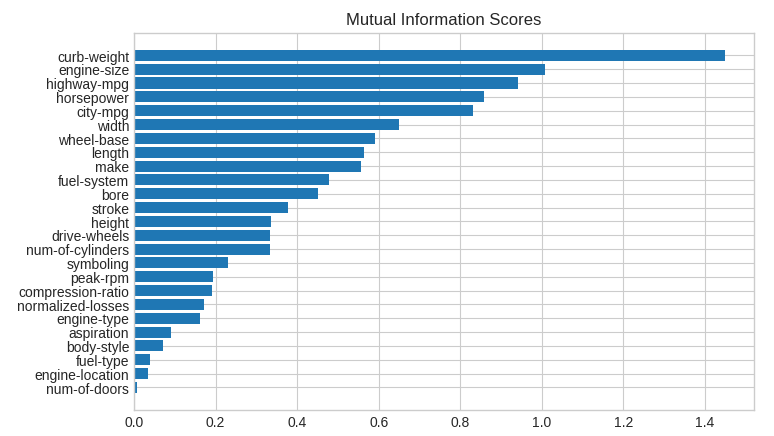 Mutual Information Scores
curb-weight
engine-size
highway-mpg
horsepower
city-mpg
width
wheel-base
length
make
fuel-system
bore
stroke
height
drive-wheels
num-of-cylinders
symboling
peak-rpm
compression-ratio
normalized-losses
engine-type
aspiration
body-style
fuel-type
engine-location
num-of-doors
0.0 0.2 0.4 0.6 0.8 1.0 1.2 1.4